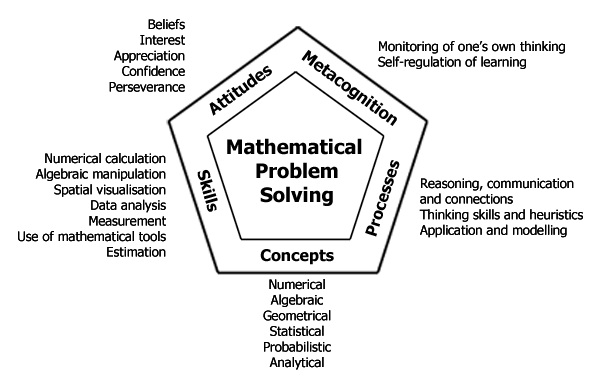 Beliefs
Interest
Appreciation
Confidence
Perseverance
Attitudes
Metacognition
Monitoring of one's own thinking
Self-regulation of learning
Mathematical
Problem
Solving
Numerical calculation
Algebraic manipulation
Spatial visualisation
Data analysis
Measurement
Use of mathematical tools
Estimation
Skills
Processes
Reasoning, communication
and connections
Thinking skills and heuristics
Application and modelling
Concepts
Numerical
Algebraic
Geometrical
Statistical
Probabilistic
Analytical